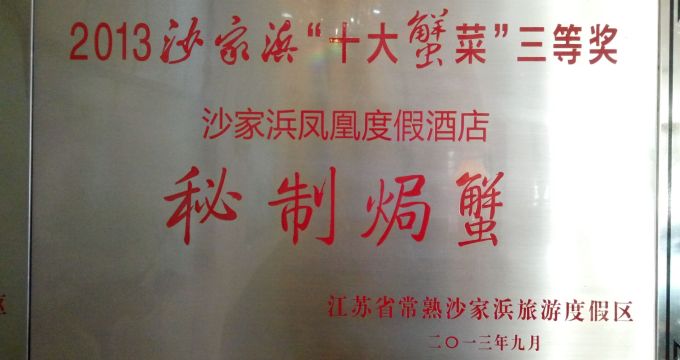 2013沙家浜“十大蟹菜”三等奖
沙家浜凤凰度假酒店
秘制焗蟹
江苏省常熟沙家浜旅游度假区
二〇一三年九月
区